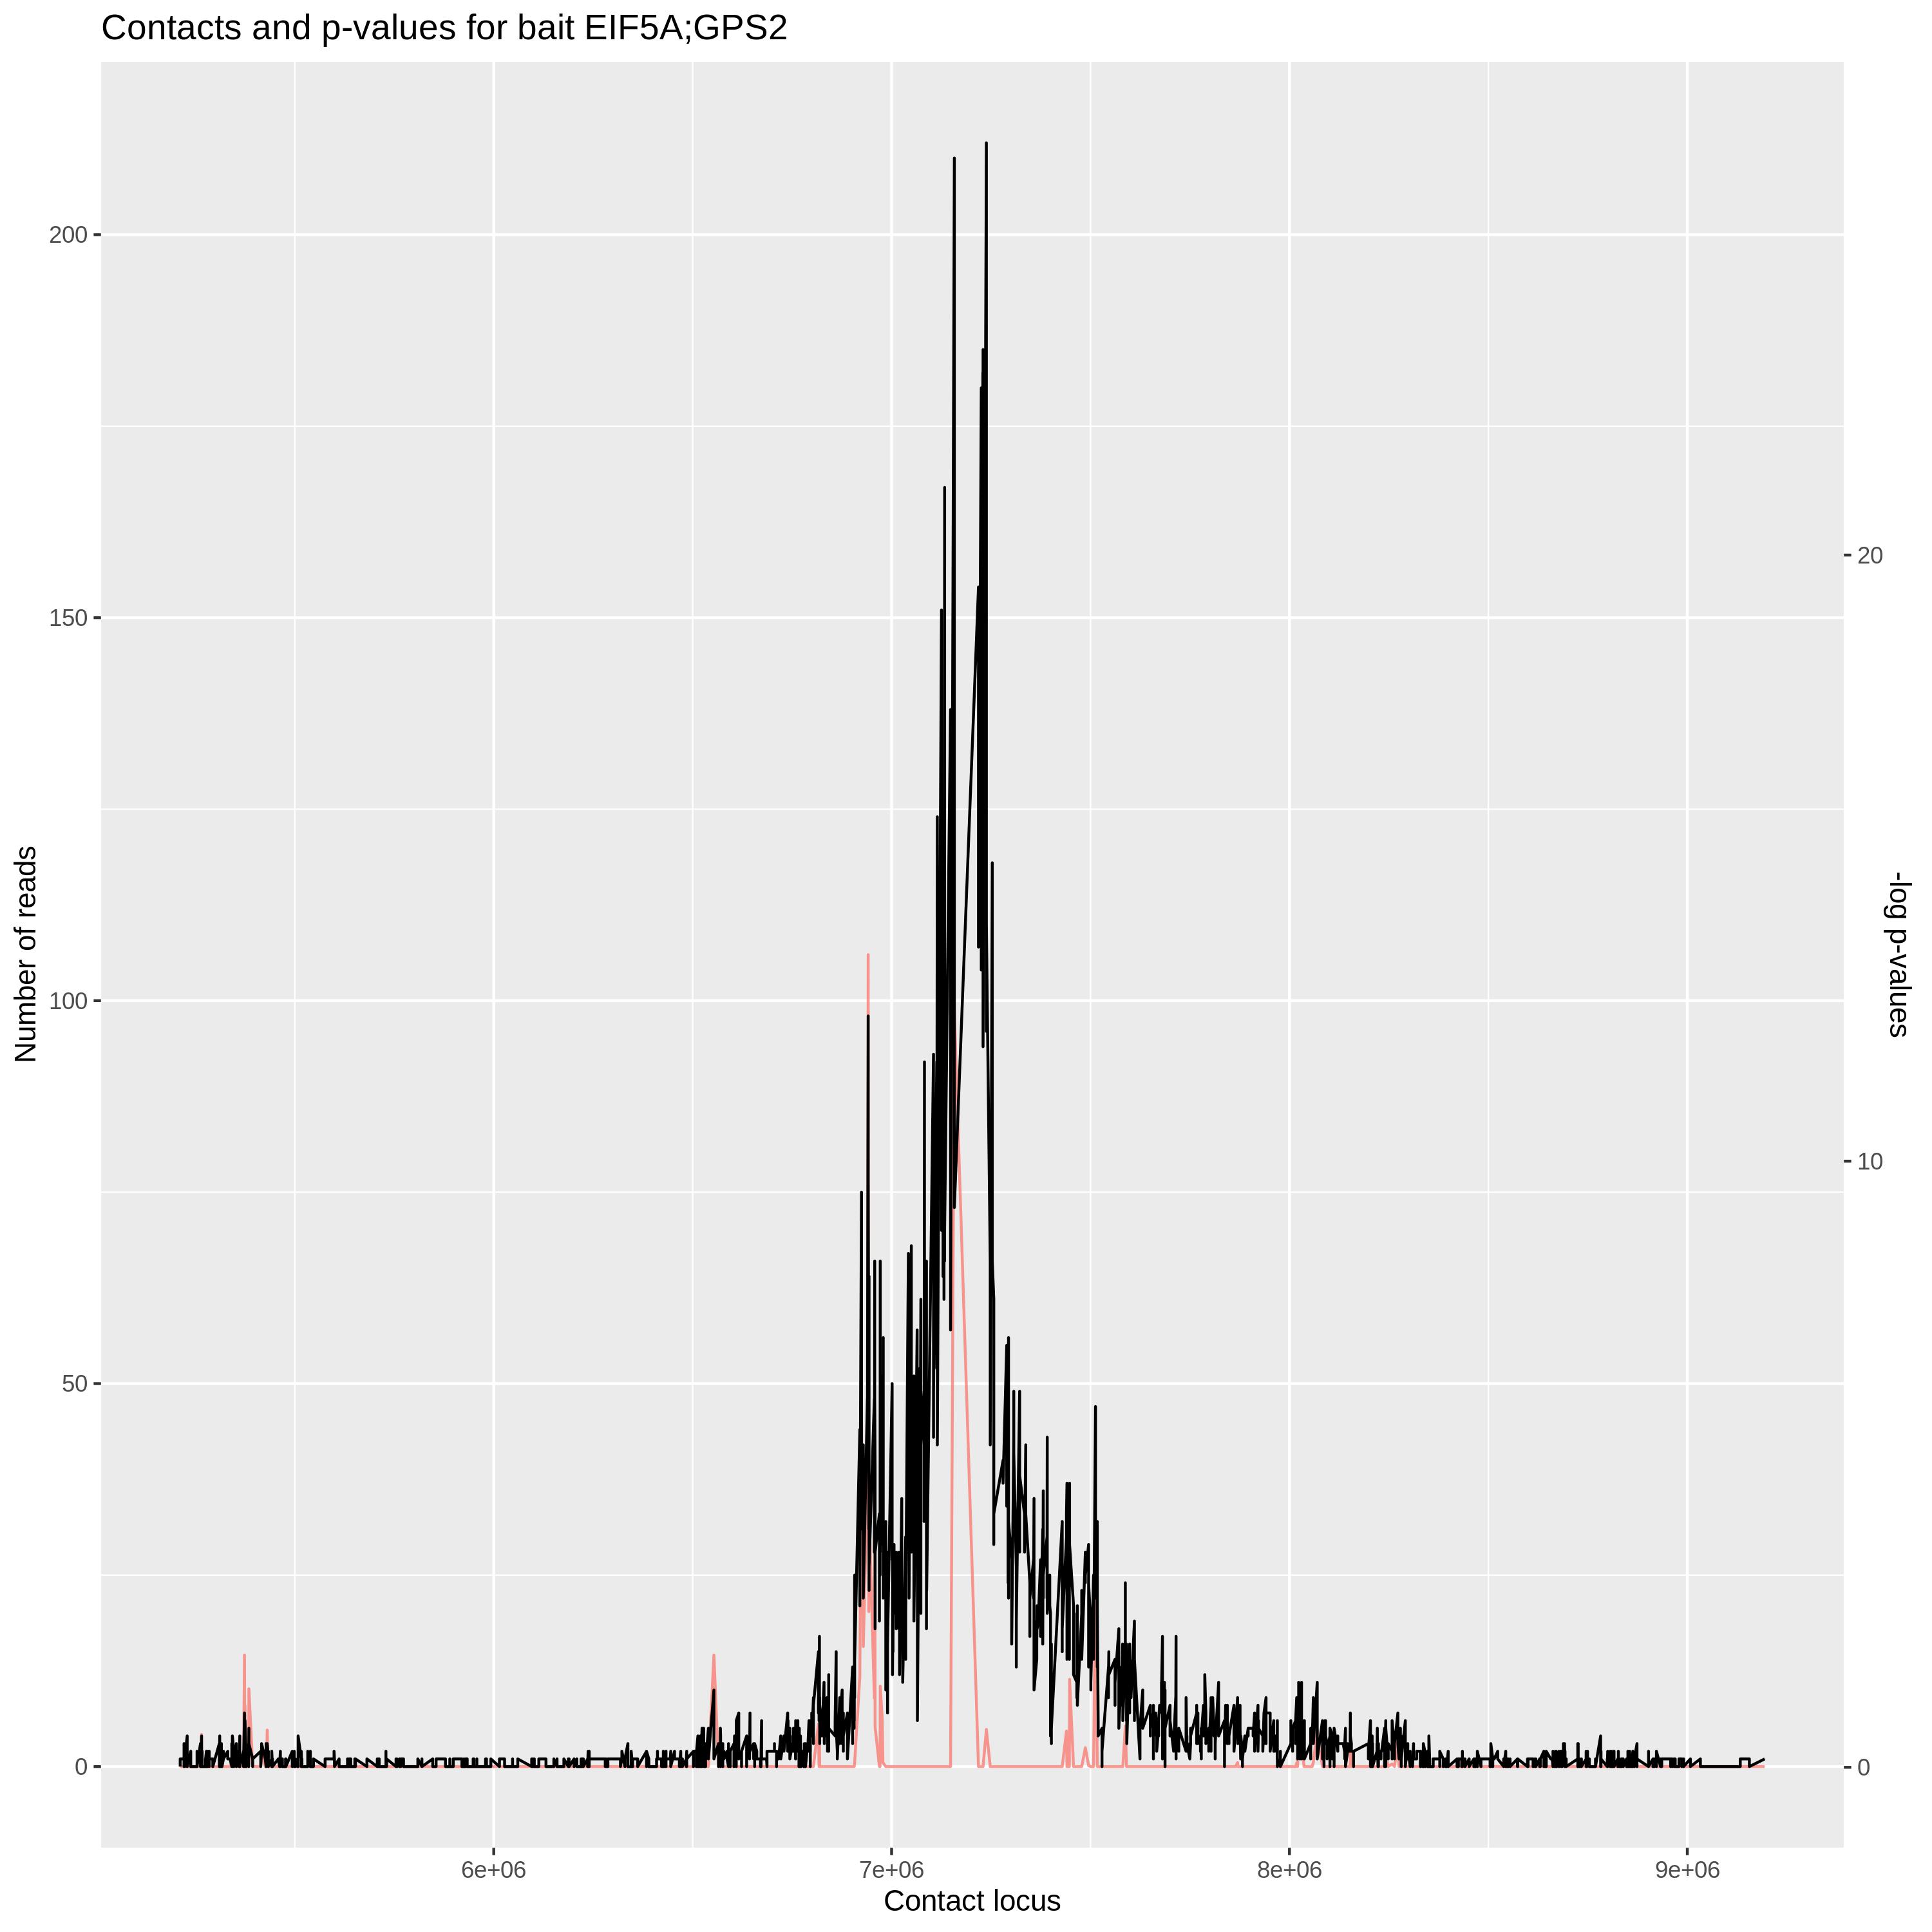 Contacts and p-values for bait EIF5A;GPS2
200
150
100
50
0
Number of reads
20
10
0
-log p-values
6e+06
7e+06
8e+06
9e+06
Contact locus